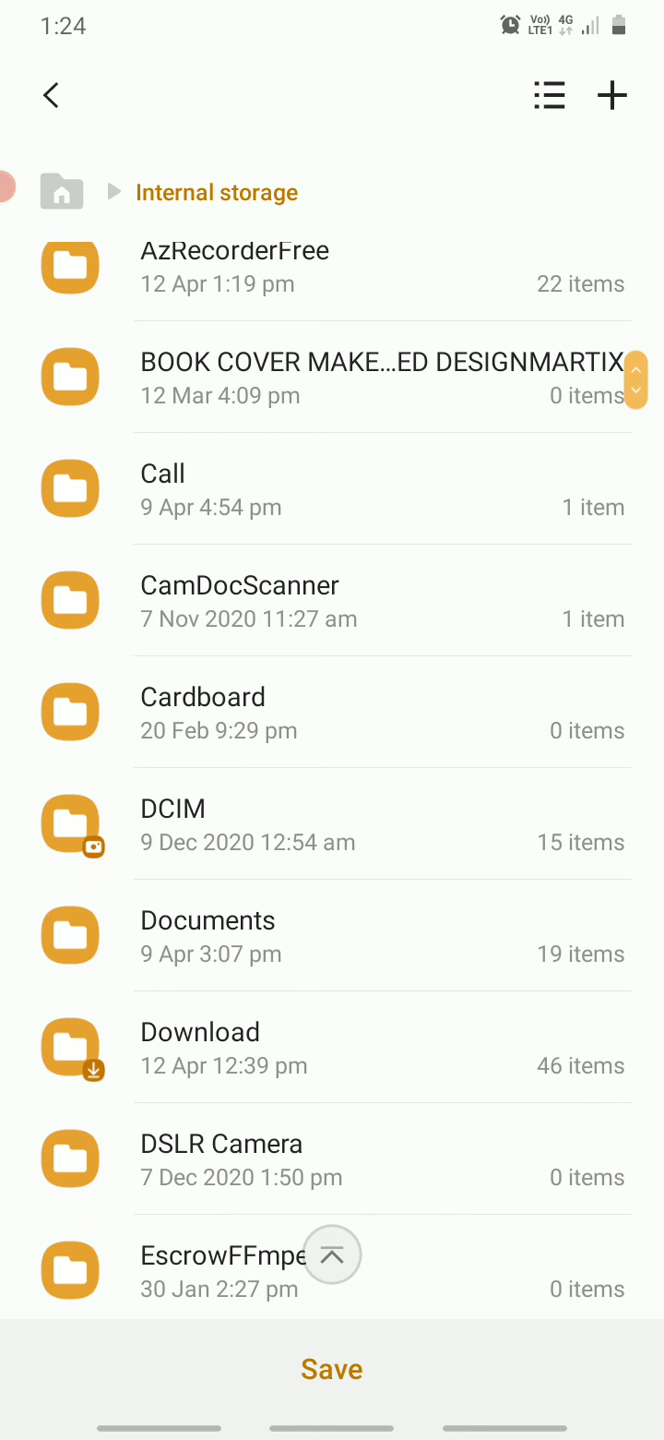 1:24
Vo)) 4G
LTE1
Internal storage
AzRecorderFree
12 Apr 1:19 pm 22 items
BOOK COVER MAKE...ED DESIGNMARTIX
12 Mar 4:09 pm 0 items
Call
9 Apr 4:54 pm 1 item
CamDocScanner
7 Nov 2020 11:27 am 1 item
Cardboard
20 Feb 9:29 pm 0 items
DCIM
9 Dec 2020 12:54 am 15 items
Documents
9 Apr 3:07 pm 19 items
Download
12 Apr 12:39 pm 46 items
DSLR Camera
7 Dec 2020 1:50 pm 0 items
EscrowFFmpe
30 Jan 2:27 pm 0 items
Save